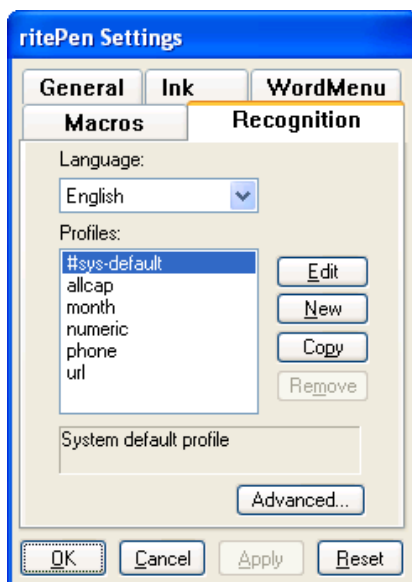 ritePen Settings
General Ink WordMenu
Macros Recognition
Language:
English
Profiles:
#sys-default
allcap
month
numeric
phone
url
Edit
New
Copy
Remove
System default profile
Advanced...
OK Cancel Apply Reset